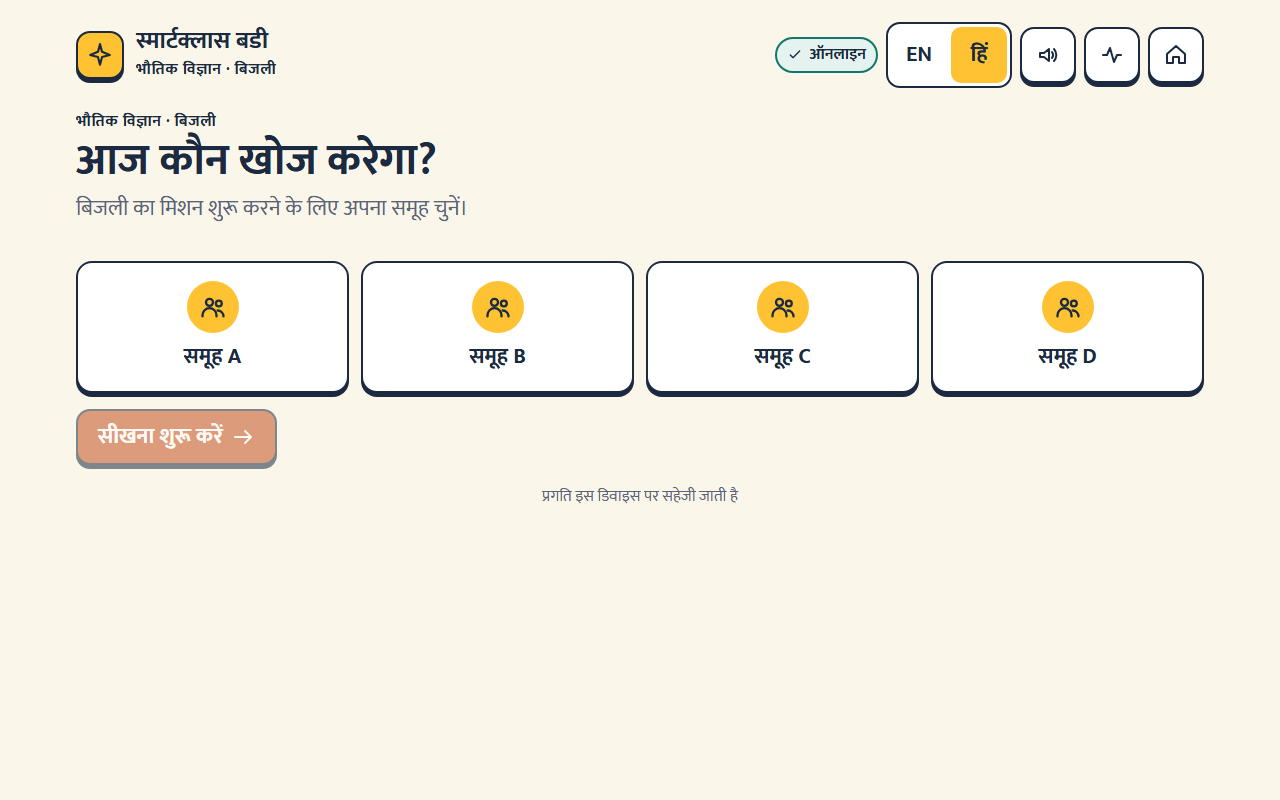 स्मार्टक्लास बडी
भौतिक विज्ञान · बिजली
ऑनलाइन
EN
हिं
भौतिक विज्ञान · बिजली
आज कौन खोज करेगा?
बिजली का मिशन शुरू करने के लिए अपना समूह चुनें।
समूह A
समूह B
समूह C
समूह D
सीखना शुरू करें →
प्रगति इस डिवाइस पर सहेजी जाती है